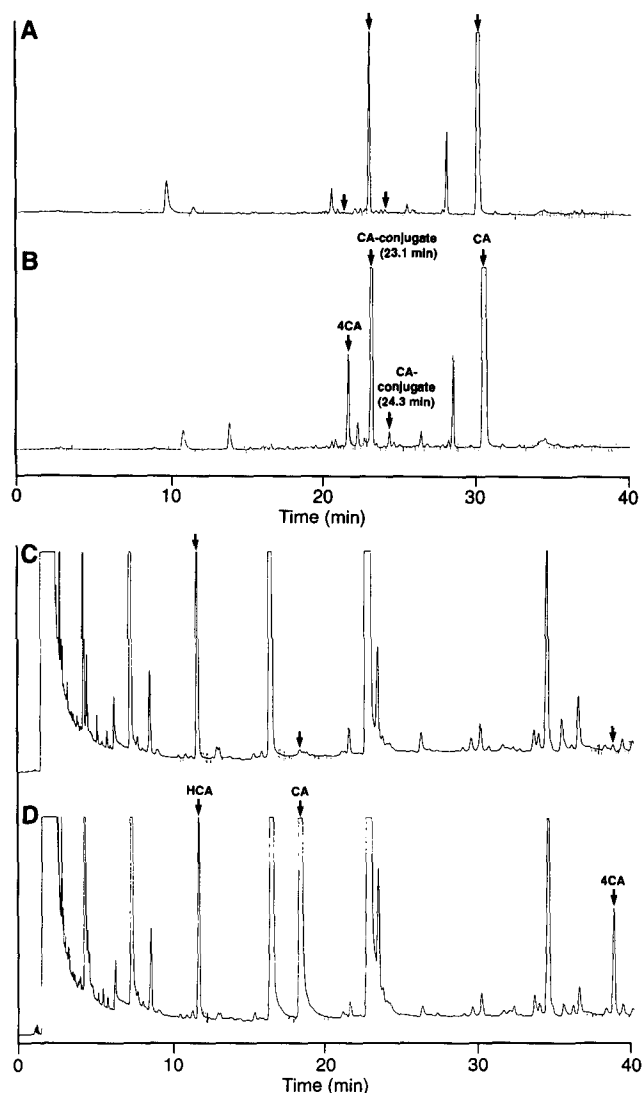 A
CA-conjugate
(23.1 min)
CA
B
4CA
CA-
conjugate
(24.3 min)
0 10 20 30 40
Time (min)
C
HCA
CA
D
4CA
10 20 30 40
Time (min)